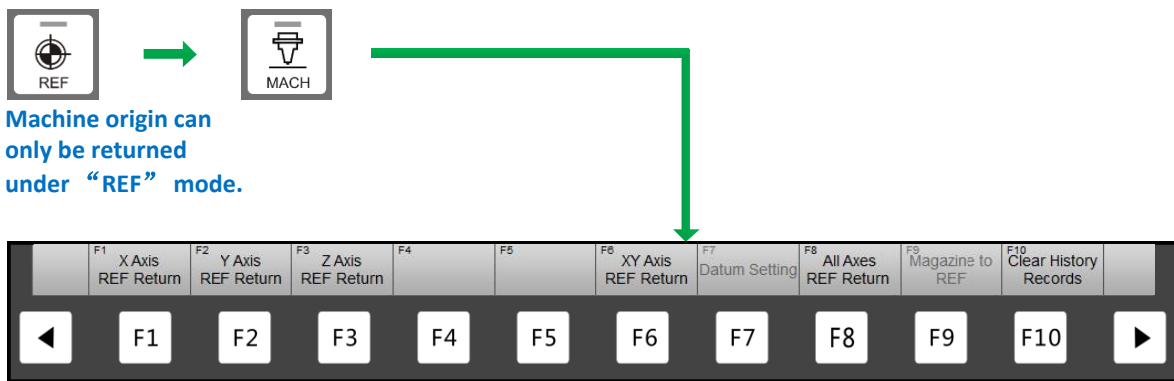 REF
MACH
Machine origin can
only be returned
under “REF” mode.
F1
X Axis
REF Return
F2
Y Axis
REF Return
F3
Z Axis
REF Return
F4
F5
F6
XY Axis
REF Return
F7
Datum Setting
F8
All Axes
REF Return
F9
Magazine to
REF
F10
Clear History
Records
F1
F2
F3
F4
F5
F6
F7
F8
F9
F10